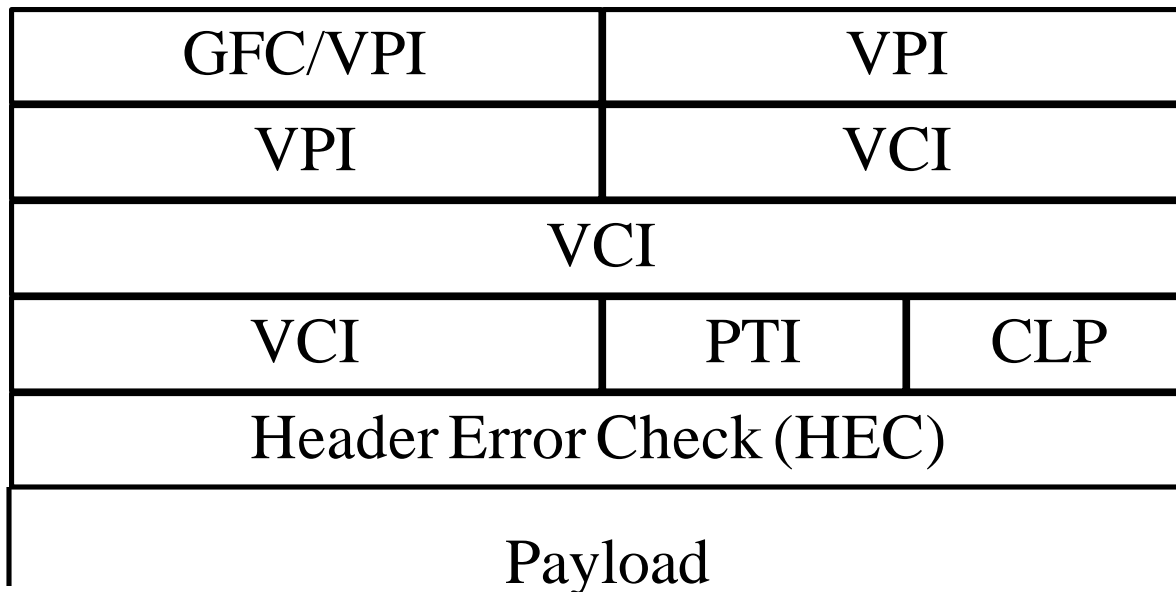 GFC/VPI VPI
VPI VCI
VCI
VCI PTI CLP
Header Error Check (HEC)
Payload